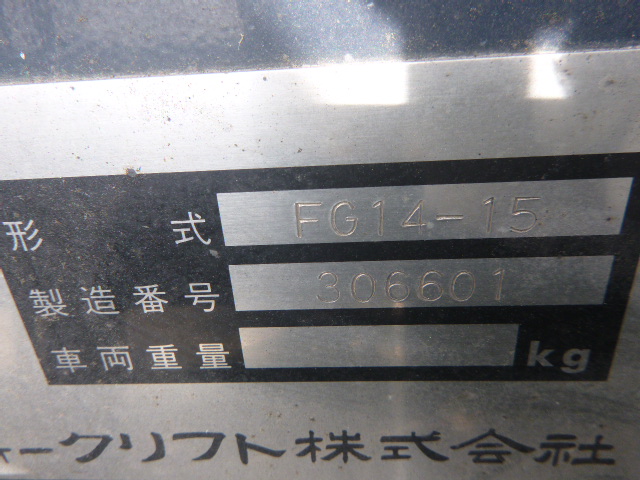 形式 FG14-15
製造番号 306601
車両重量 kg
ォークリフト株式会社